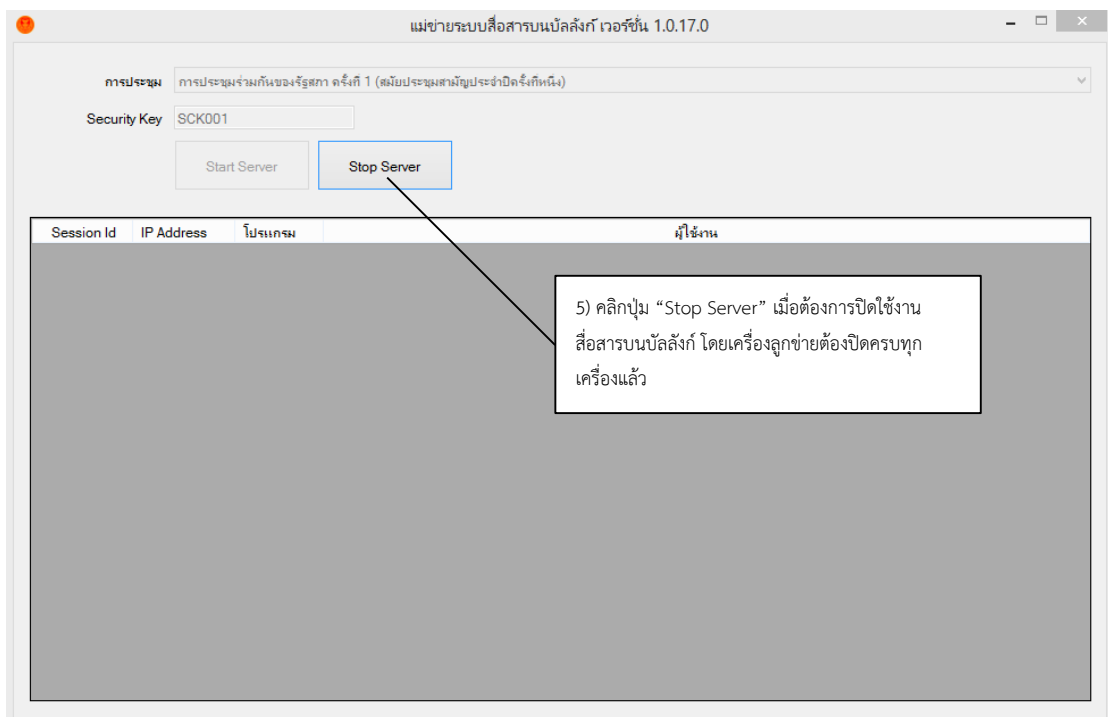 แม่ข่ายระบบสื่อสารบนบัลลังก์ เวอร์ชั่น 1.0.17.0
การประชุม การประชุมร่วมกันของรัฐสภา ครั้งที่ 1 (สมัยประชุมสามัญประจำปีครั้งที่หนึ่ง)
Security Key SCK001
Start Server Stop Server
Session Id IP Address โปรแกรม ผู้ใช้งาน
5) คลิกปุ่ม “Stop Server” เมื่อต้องการปิดใช้งาน
สื่อสารบนบัลลังก์ โดยเครื่องลูกข่ายต้องปิดครบทุก
เครื่องแล้ว